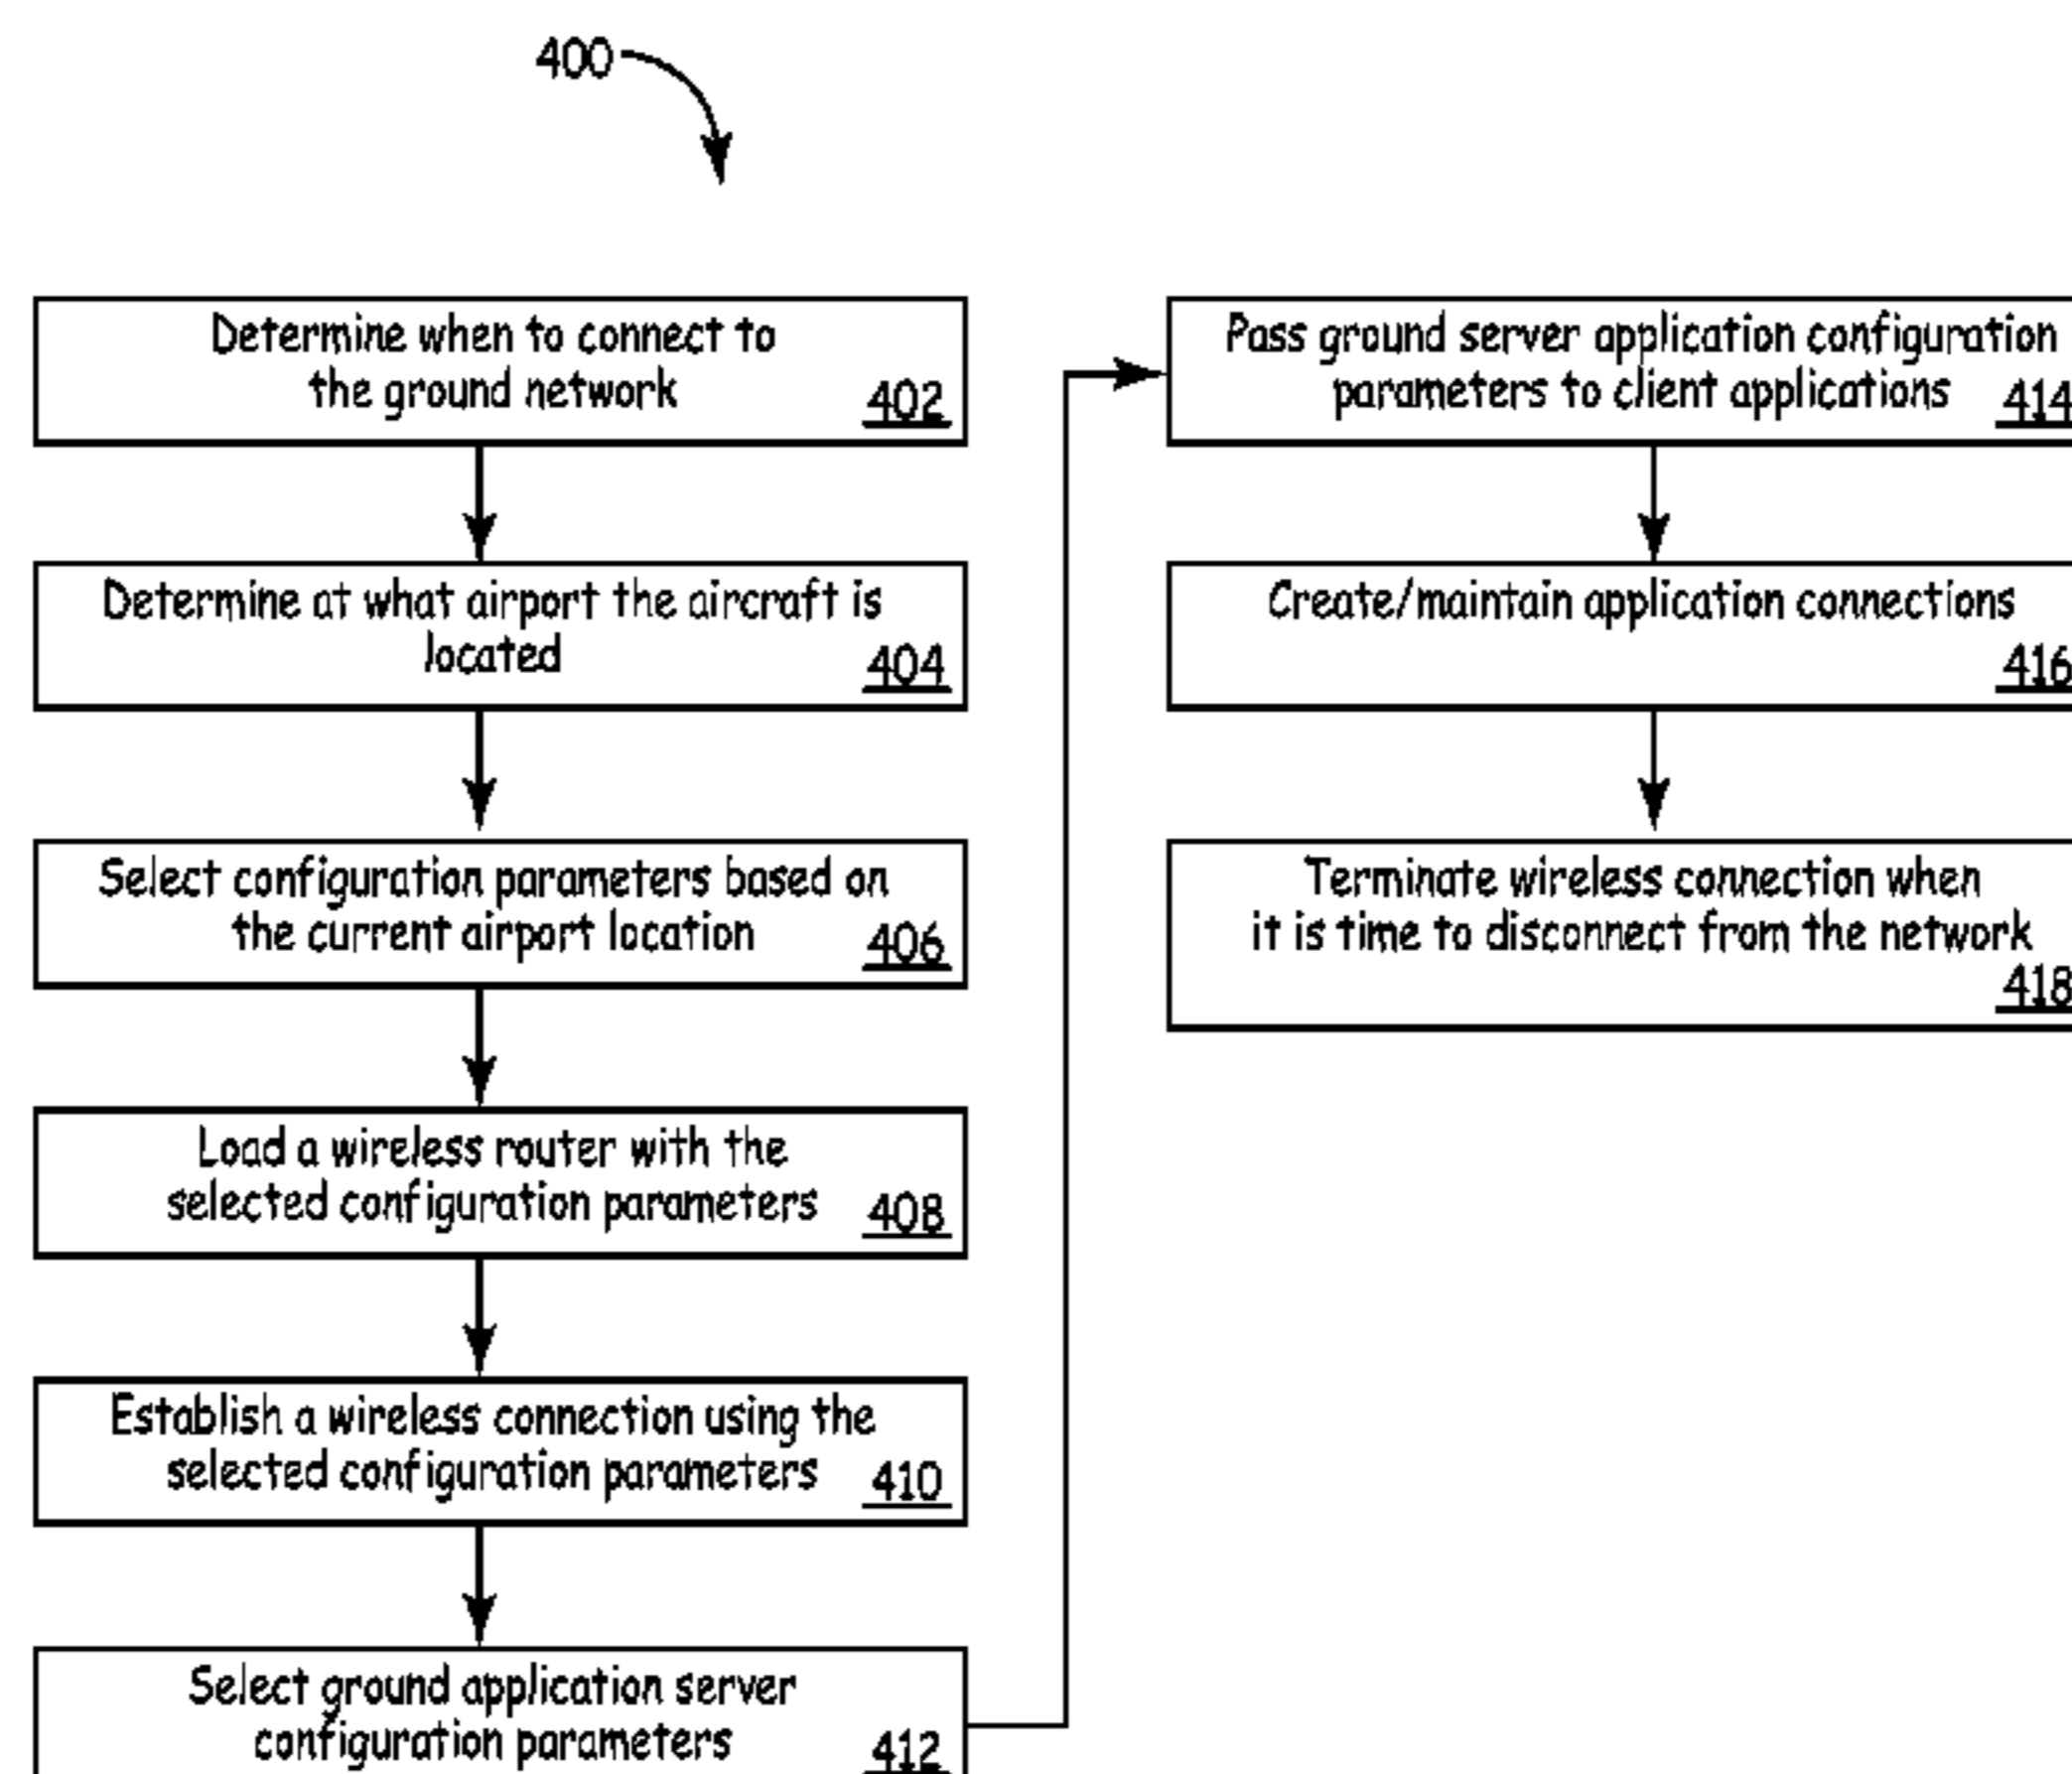 400
Determine when to connect to
the ground network
402
Determine at what airport the aircraft is
located
404
Select configuration parameters based on
the current airport location
406
Load a wireless router with the
selected configuration parameters
408
Establish a wireless connection using the
selected configuration parameters
410
Select ground application server
configuration parameters
412
Pass ground server application configuration
parameters to client applications
414
Create/maintain application connections
416
Terminate wireless connection when
it is time to disconnect from the network
418